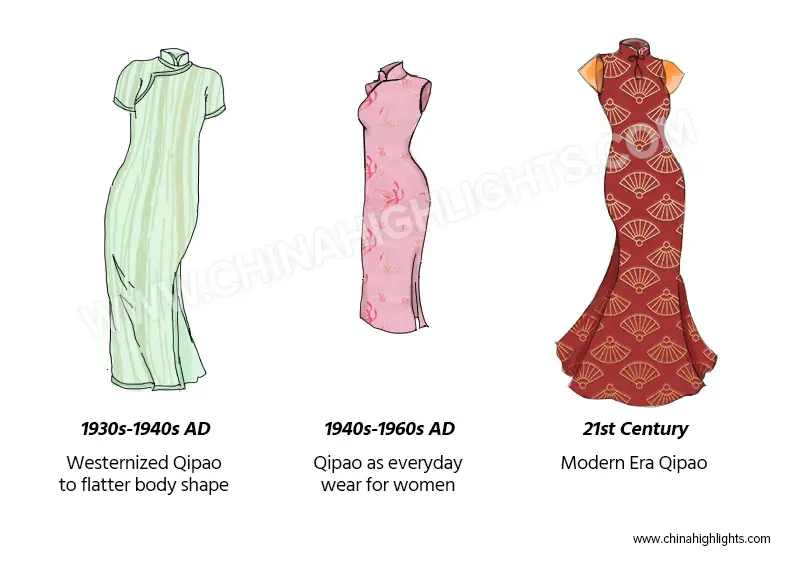 WWW.CHINAHIGHLIGHTS.COM
1930s-1940s AD
Westernized Qipao
to flatter body shape
1940s-1960s AD
Qipao as everyday
wear for women
21st Century
Modern Era Qipao
www.chinahighlights.com